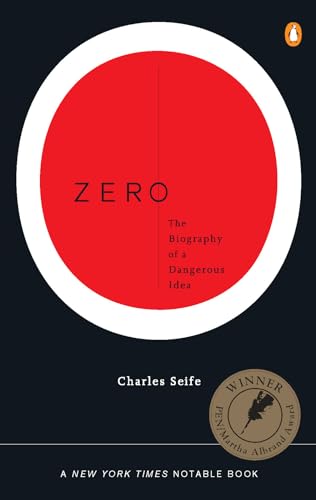 ZERO
The
Biography
of a
Dangerous
Idea
Charles Seife
WINNER
PEN/Martha Albrand Award
A NEW YORK TIMES NOTABLE BOOK